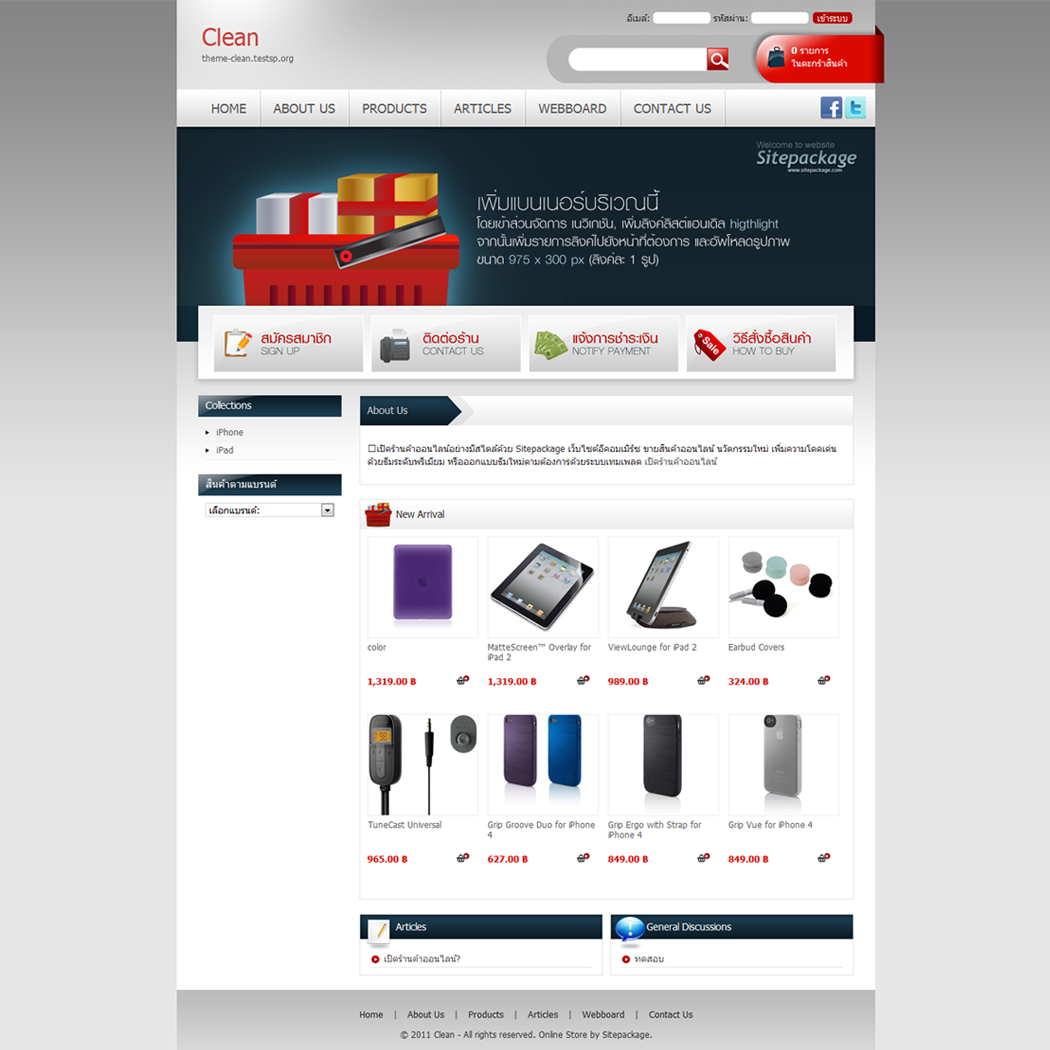 อีเมล์: รหัสผ่าน: เข้าระบบ
Clean
theme-clean.testsp.org
0 รายการ
ในตะกร้าสินค้า
HOME ABOUT US PRODUCTS ARTICLES WEBBOARD CONTACT US
Welcome to website
Sitepackage
www.sitepackage.com
เพิ่มแบนเนอร์บริเวณนี้
โดยเข้าส่วนจัดการ เนวิเกชัน, เพิ่มลิงค์ลิสต์แฮนเดิล higthlight
จากนั้นเพิ่มรายการลิงค์ไปยังหน้าที่ต้องการ และอัพโหลดรูปภาพ
ขนาด 975 x 300 px (ลิงค์ละ 1 รูป)
สมัครสมาชิก
SIGN UP
ติดต่อร้าน
CONTACT US
แจ้งการชำระเงิน
NOTIFY PAYMENT
Sale
วิธีสั่งซื้อสินค้า
HOW TO BUY
Collections
iPhone
iPad
สินค้าตามแบรนด์
เลือกแบรนด์:
About Us
เปิดร้านค้าออนไลน์อย่างมีสไตล์ด้วย Sitepackage เว็บไซต์อีคอมเมิร์ซ ขายสินค้าออนไลน์ นวัตกรรมใหม่ เพิ่มความโดดเด่น
ด้วยธีมระดับพรีเมียม หรือออกแบบธีมใหม่ตามต้องการด้วยระบบเทมเพลต เปิดร้านค้าออนไลน์
New Arrival
color
1,319.00 B
MatteScreen™ Overlay for
iPad 2
1,319.00 B
ViewLounge for iPad 2
989.00 B
Earbud Covers
324.00 B
TuneCast Universal
965.00 B
Grip Groove Duo for iPhone
4
627.00 B
Grip Ergo with Strap for
iPhone 4
849.00 B
Grip Vue for iPhone 4
849.00 B
Articles
เปิดร้านค้าออนไลน์?
General Discussions
ทดสอบ
Home | About Us | Products | Articles | Webboard | Contact Us
© 2011 Clean - All rights reserved. Online Store by Sitepackage.